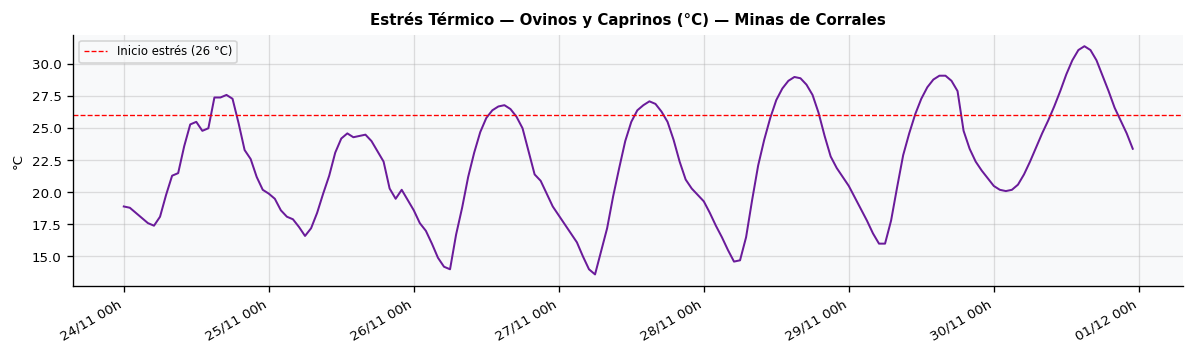 Estrés Térmico — Ovinos y Caprinos (°C) — Minas de Corrales
Inicio estrés (26 °C)
°C
30.0
27.5
25.0
22.5
20.0
17.5
15.0
24/11 00h
25/11 00h
26/11 00h
27/11 00h
28/11 00h
29/11 00h
30/11 00h
01/12 00h